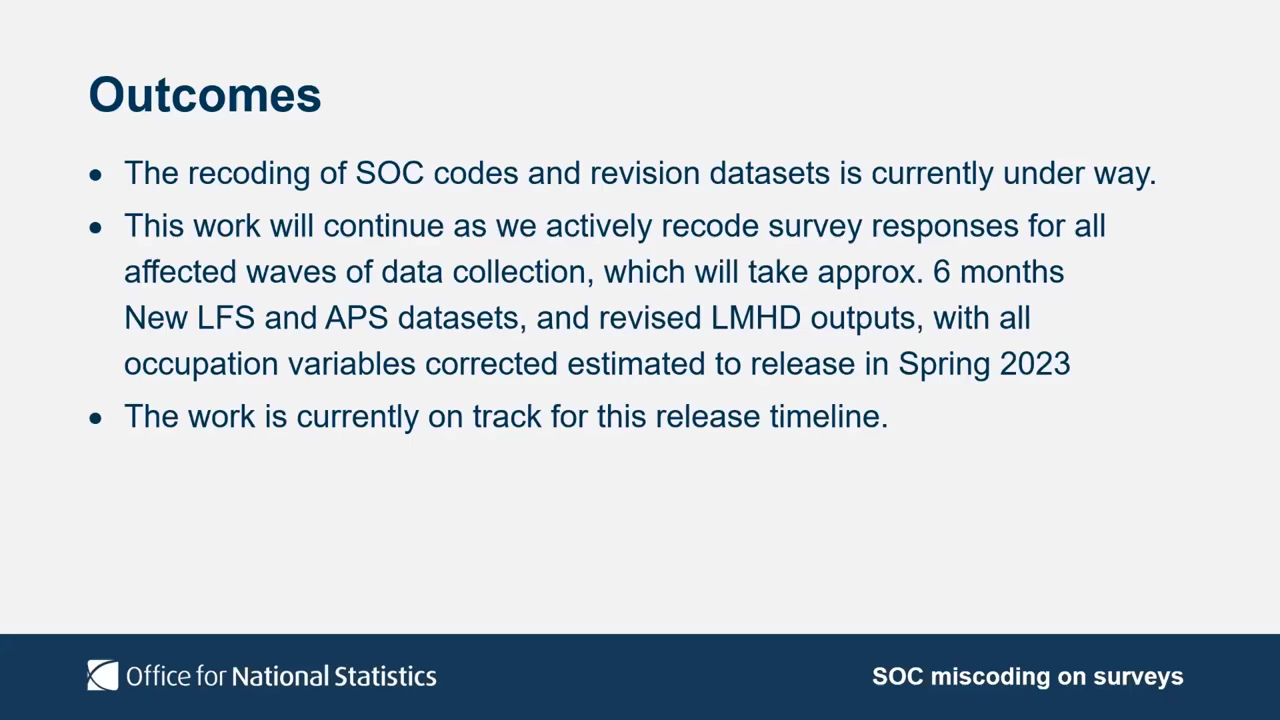 Outcomes
• The recoding of SOC codes and revision datasets is currently under way.
• This work will continue as we actively recode survey responses for all
affected waves of data collection, which will take approx. 6 months
New LFS and APS datasets, and revised LMHD outputs, with all
occupation variables corrected estimated to release in Spring 2023
• The work is currently on track for this release timeline.
Office for National Statistics
SOC miscoding on surveys